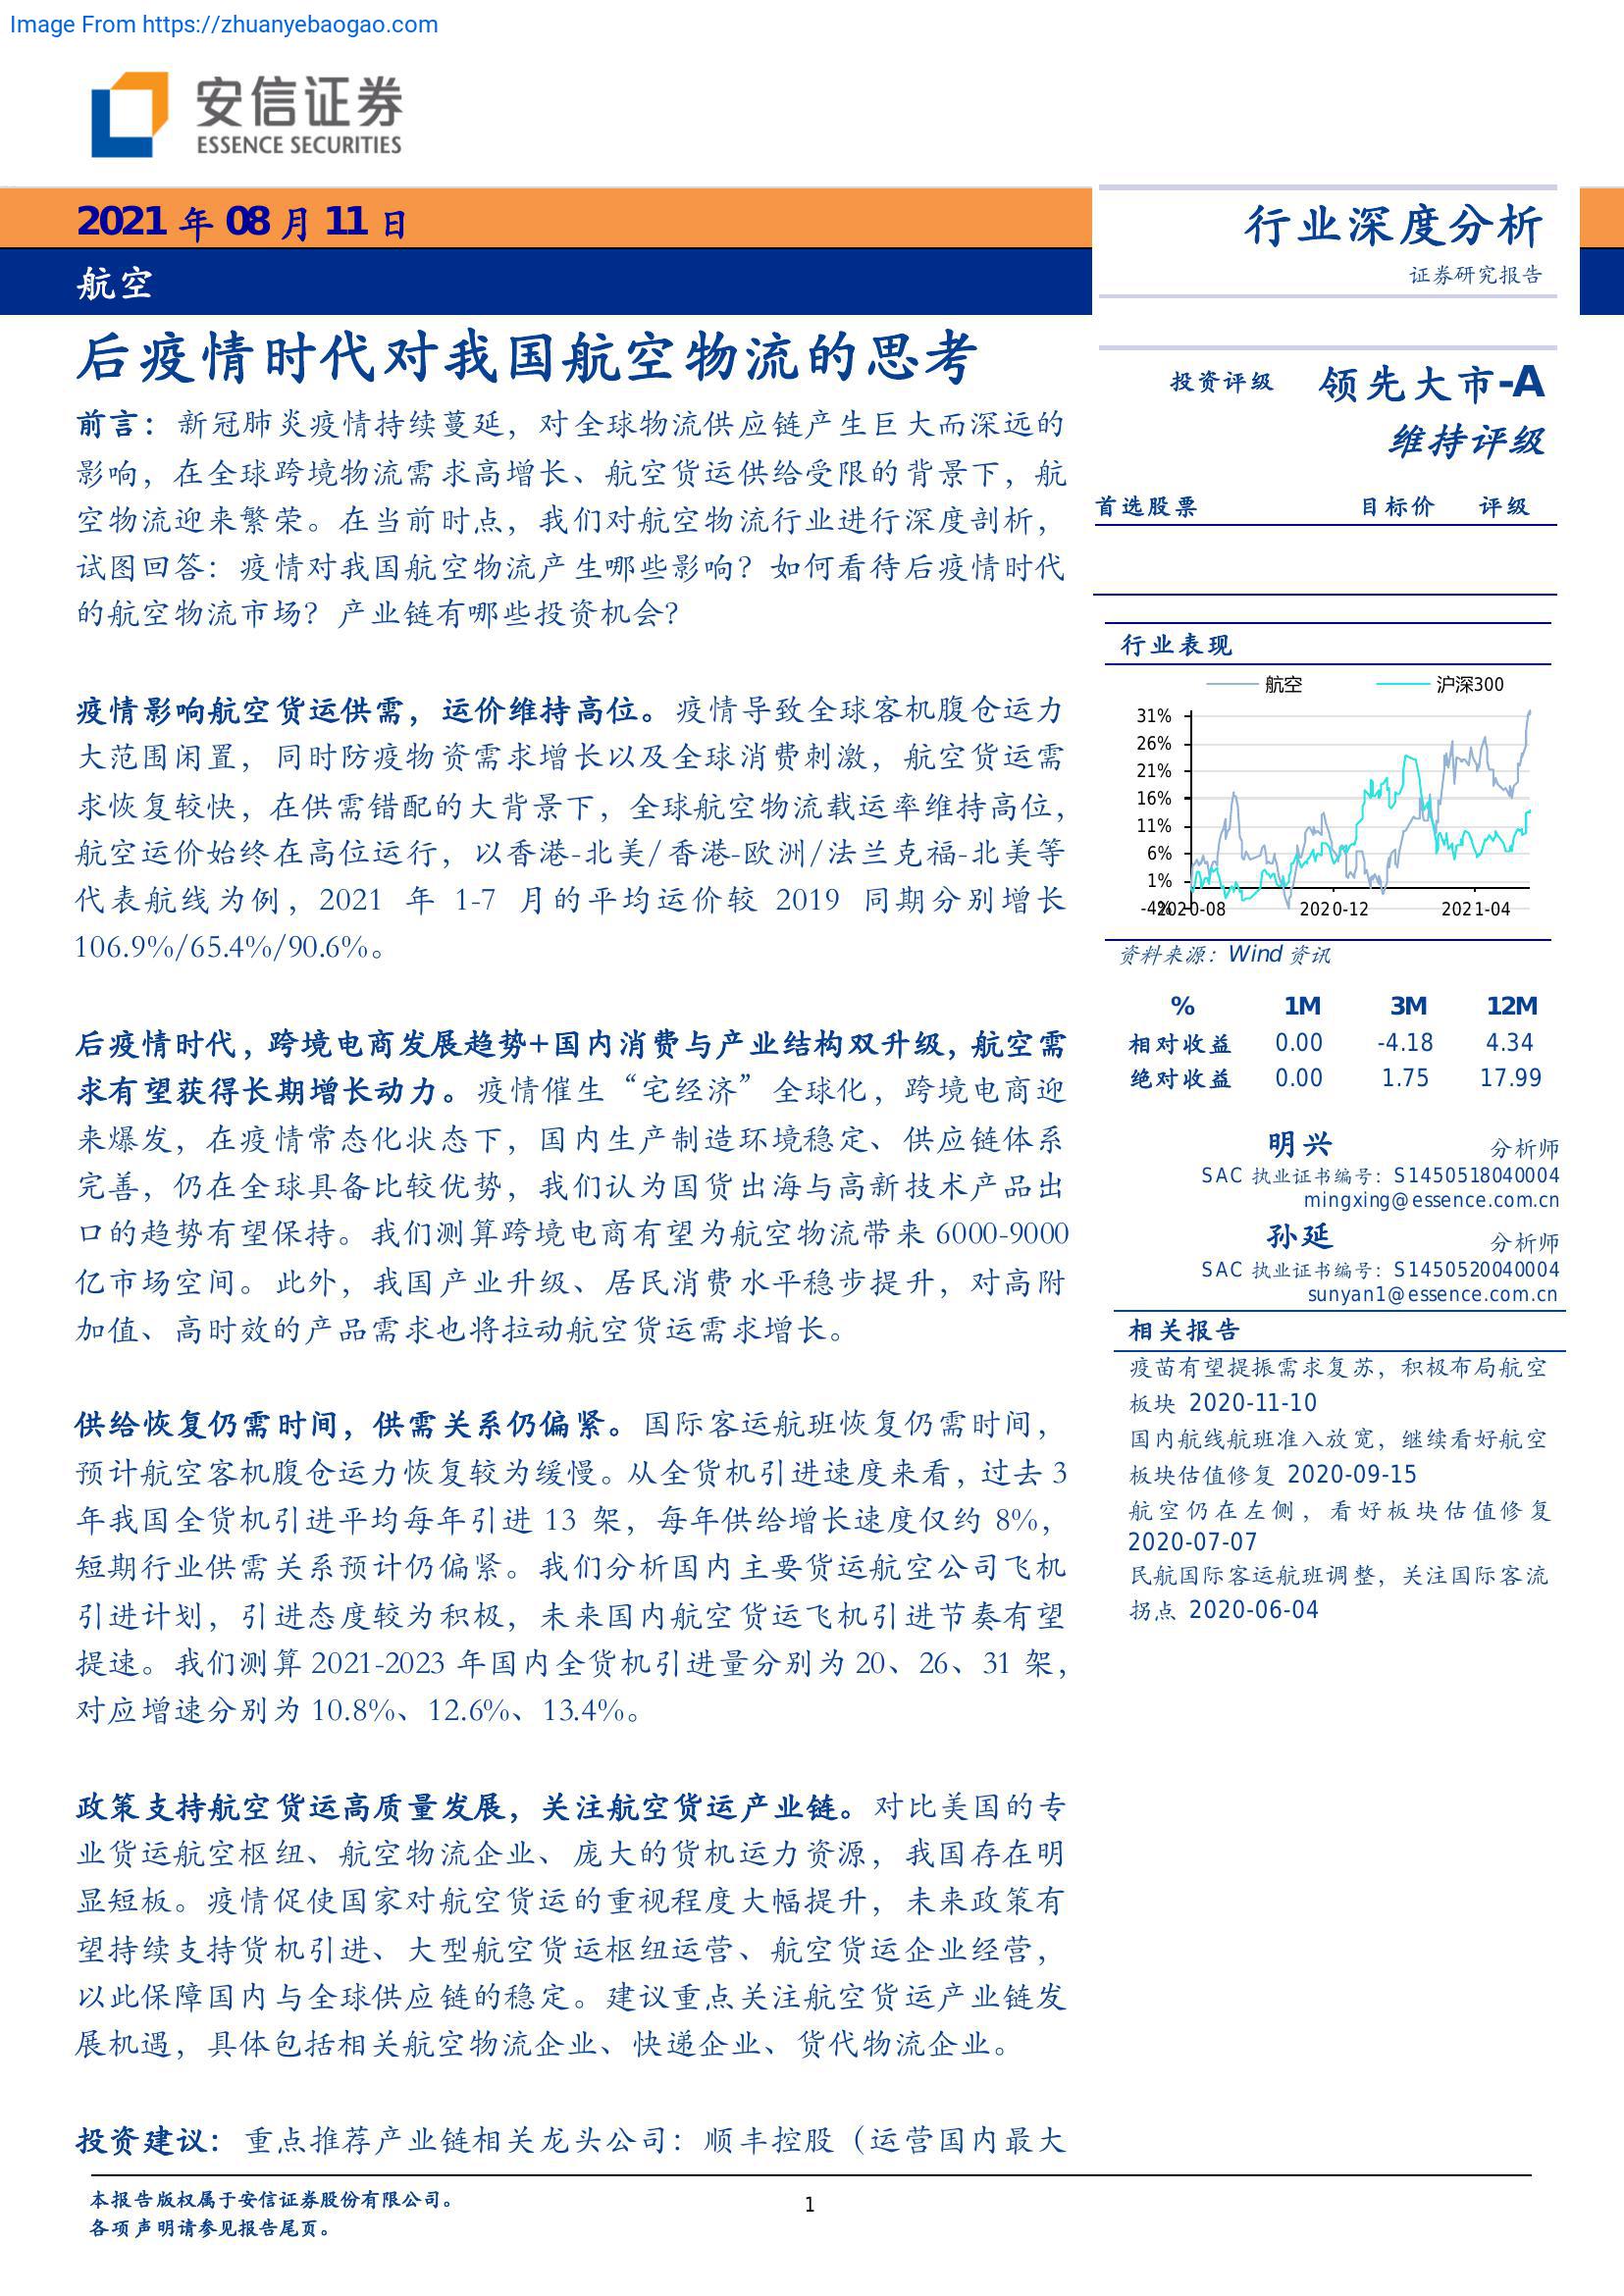 Image From https://zhuanyebaogao.com
安信证券
ESSENCE SECURITIES
2021 年 08 月 11 日
航空
行业深度分析
证券研究报告
后疫情时代对我国航空物流的思考
前言：新冠肺炎疫情持续蔓延，对全球物流供应链产生巨大而深远的
影响，在全球跨境物流需求高增长、航空货运供给受限的背景下，航
空物流迎来繁荣。在当前时点，我们对航空物流行业进行深度剖析，
试图回答：疫情对我国航空物流产生哪些影响？如何看待后疫情时代
的航空物流市场？产业链有哪些投资机会？
疫情影响航空货运供需，运价维持高位。疫情导致全球客机腹仓运力
大范围闲置，同时防疫物资需求增长以及全球消费刺激，航空货运需
求恢复较快，在供需错配的大背景下，全球航空物流载运率维持高位，
航空运价始终在高位运行，以香港-北美/香港-欧洲/法兰克福-北美等
代表航线为例，2021 年 1-7 月的平均运价较 2019 同期分别增长
106.9%/65.4%/90.6%。
后疫情时代，跨境电商发展趋势+国内消费与产业结构双升级，航空需
求有望获得长期增长动力。疫情催生“宅经济”全球化，跨境电商迎
来爆发，在疫情常态化状态下，国内生产制造环境稳定、供应链体系
完善，仍在全球具备比较优势，我们认为国货出海与高新技术产品出
口的趋势有望保持。我们测算跨境电商有望为航空物流带来 6000-9000
亿市场空间。此外，我国产业升级、居民消费水平稳步提升，对高附
加值、高时效的产品需求也将拉动航空货运需求增长。
供给恢复仍需时间，供需关系仍偏紧。国际客运航班恢复仍需时间，
预计航空客机腹仓运力恢复较为缓慢。从全货机引进速度来看，过去 3
年我国全货机引进平均每年引进 13 架，每年供给增长速度仅约 8%，
短期行业供需关系预计仍偏紧。我们分析国内主要货运航空公司飞机
引进计划，引进态度较为积极，未来国内航空货运飞机引进节奏有望
提速。我们测算 2021-2023 年国内全货机引进量分别为 20、26、31 架，
对应增速分别为 10.8%、12.6%、13.4%。
政策支持航空货运高质量发展，关注航空货运产业链。对比美国的专
业货运航空枢纽、航空物流企业、庞大的货机运力资源，我国存在明
显短板。疫情促使国家对航空货运的重视程度大幅提升，未来政策有
望持续支持货机引进、大型航空货运枢纽运营、航空货运企业经营，
以此保障国内与全球供应链的稳定。建议重点关注航空货运产业链发
展机遇，具体包括相关航空物流企业、快递企业、货代物流企业。
投资建议：重点推荐产业链相关龙头公司：顺丰控股（运营国内最大
投资评级 领先大市-A
维持评级
首选股票 目标价 评级
行业表现
航空 沪深300
31%
26%
21%
16%
11%
6%
1%
-4%
2020-08 2020-12 2021-04
资料来源：Wind 资讯
% 1M 3M 12M
相对收益 0.00 -4.18 4.34
绝对收益 0.00 1.75 17.99
明兴 分析师
SAC 执业证书编号：S1450518040004
mingxing@essence.com.cn
孙延 分析师
SAC 执业证书编号：S1450520040004
sunyan1@essence.com.cn
相关报告
疫苗有望提振需求复苏，积极布局航空
板块 2020-11-10
国内航线航班准入放宽，继续看好航空
板块估值修复 2020-09-15
航空仍在左侧，看好板块估值修复
2020-07-07
民航国际客运航班调整，关注国际客流
拐点 2020-06-04
本报告版权属于安信证券股份有限公司。
各项声明请参见报告尾页。
1